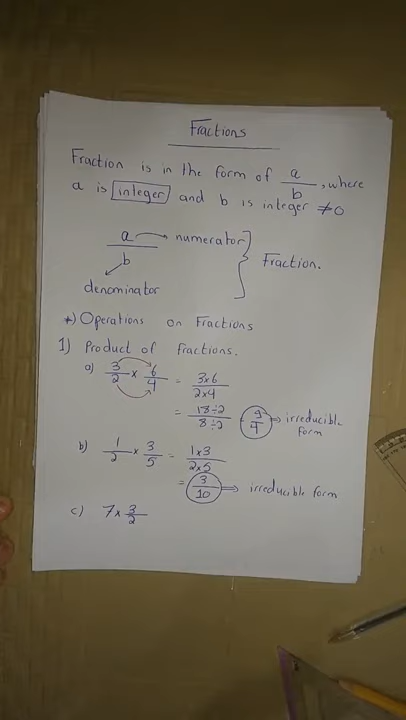 Fractions
Fraction is in the form of a/b, where
a is integer and b is integer ≠0
a → numerator
b
Fraction.
denominator
*) Operations on Fractions
1) Product of Fractions.
a) 3/2 × 6/4 = 3×6/2×4
= 18÷2/8÷2 = 9/4 ⇒ irreducible form
b) 1/2 × 3/5 = 1×3/2×5
= 3/10 ⇒ irreducible form
c) 7 × 3/2